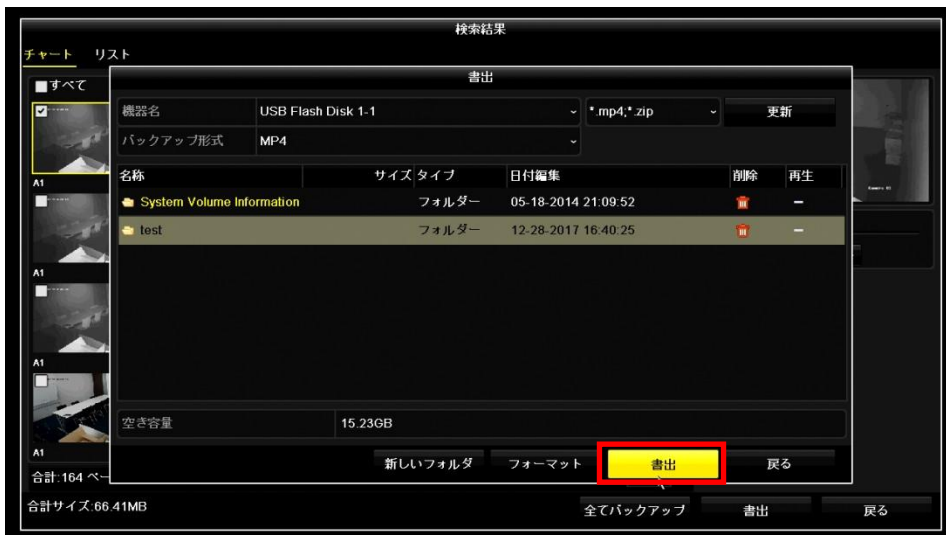 検索結果
チャート リスト
すべて
書出
機器名 USB Flash Disk 1-1 *.mp4;*.zip 更新
バックアップ形式 MP4
名称 サイズ タイプ 日付編集 削除 再生
System Volume Information フォルダー 05-18-2014 21:09:52
test フォルダー 12-28-2017 16:40:25
A1
A1
A1
A1
空き容量 15.23GB
新しいフォルダ フォーマット 書出 戻る
合計:164 ペー
合計サイズ:66.41MB 全てバックアップ 書出 戻る